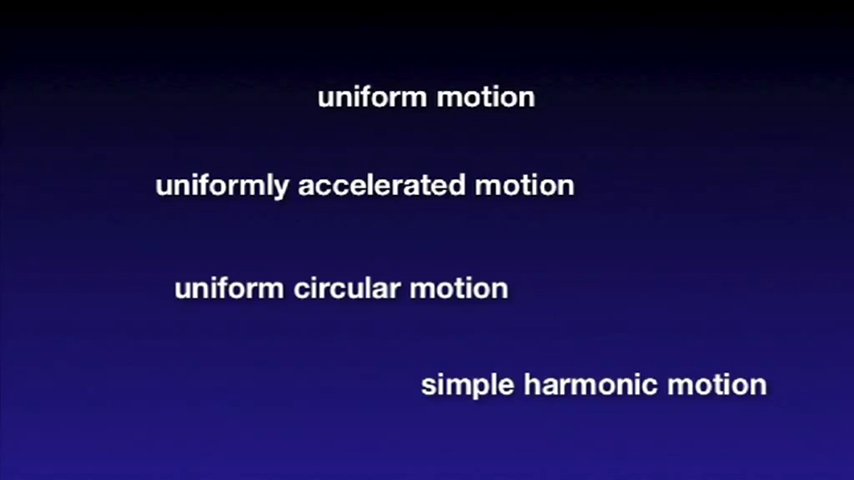 uniform motion
uniformly accelerated motion
uniform circular motion
simple harmonic motion